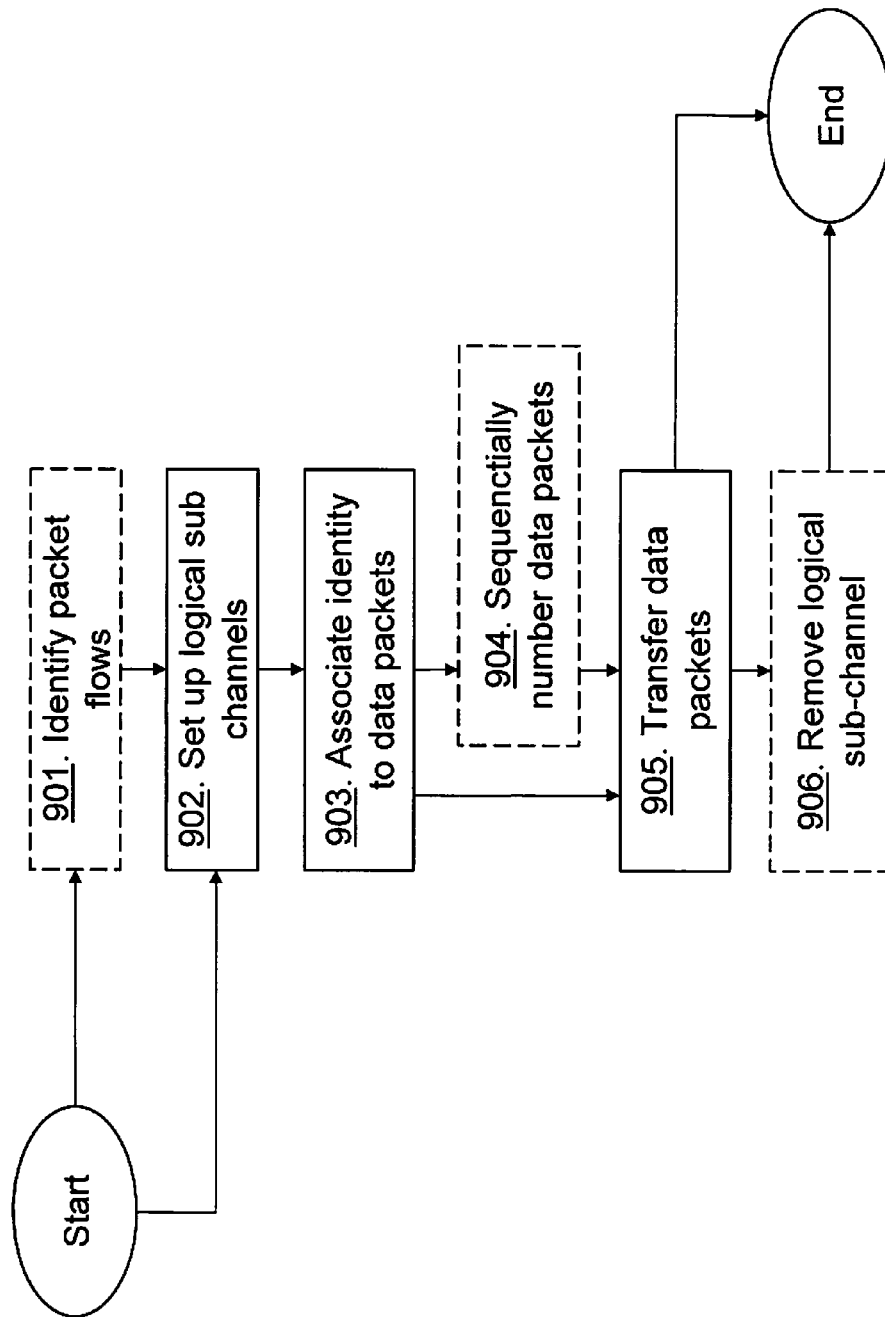 Start
901. Identify packet
flows
902. Set up logical sub
channels
903. Associate identity
to data packets
904. Sequenctially
number data packets
905. Transfer data
packets
906. Remove logical
sub-channel
End